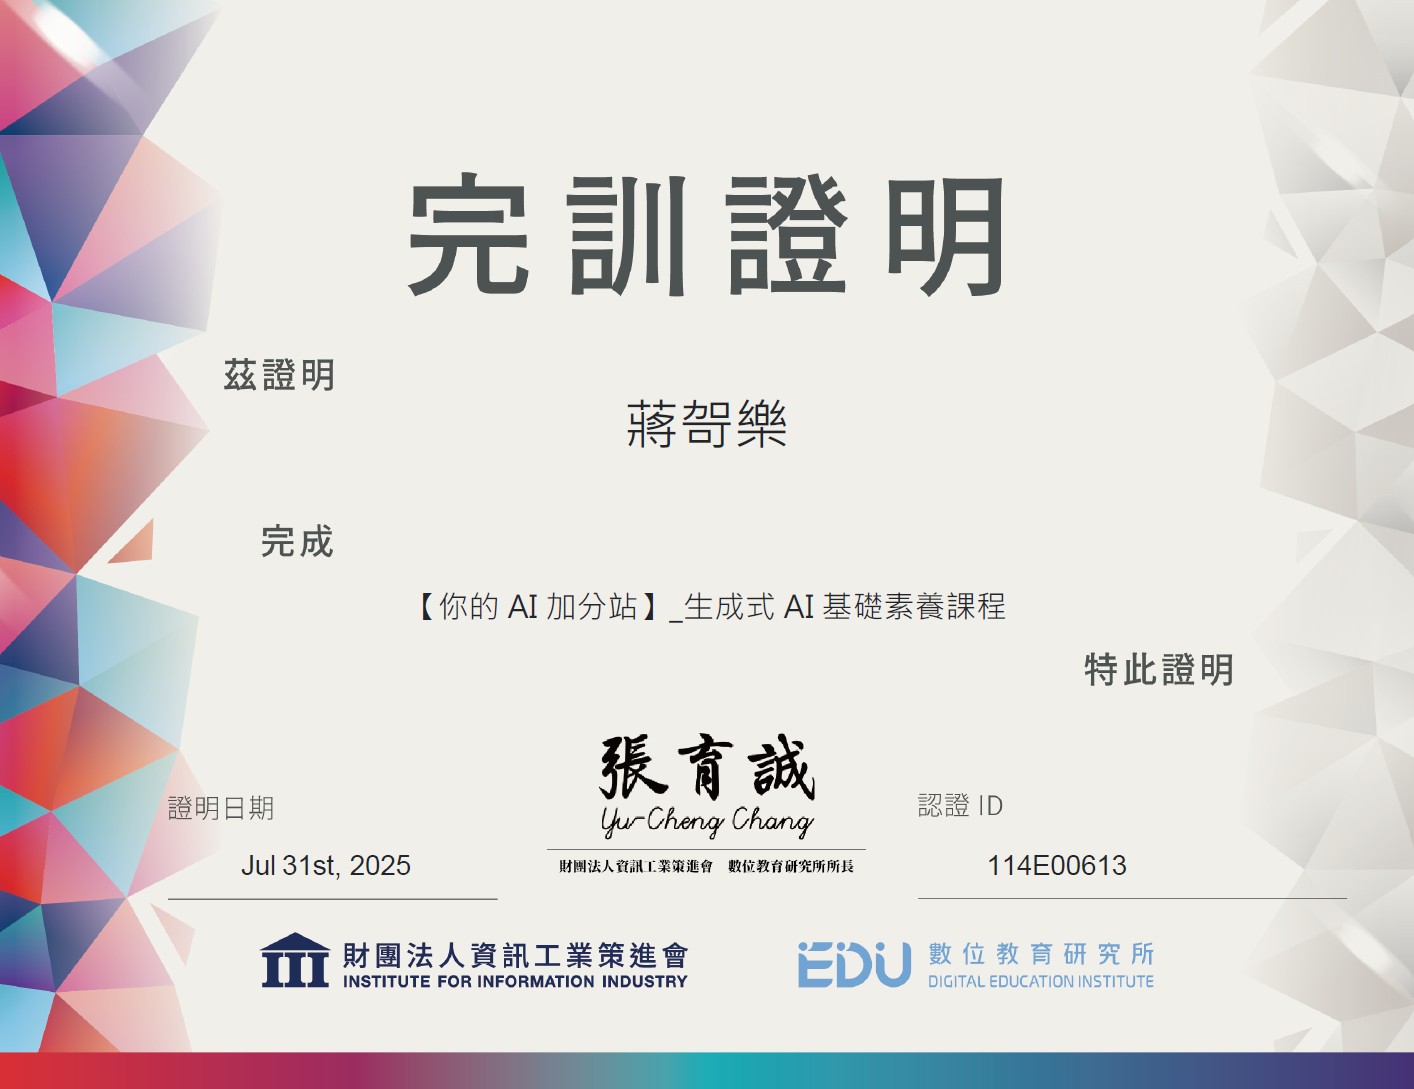 完訓證明
茲證明
蔣哿樂
完成
【你的 AI 加分站】_生成式 AI 基礎素養課程
特此證明
張育誠
Yu-Cheng Chang
財團法人資訊工業策進會 數位教育研究所所長
證明日期
Jul 31st, 2025
認證 ID
114E00613
財團法人資訊工業策進會
INSTITUTE FOR INFORMATION INDUSTRY
EDU 數位教育研究所
DIGITAL EDUCATION INSTITUTE